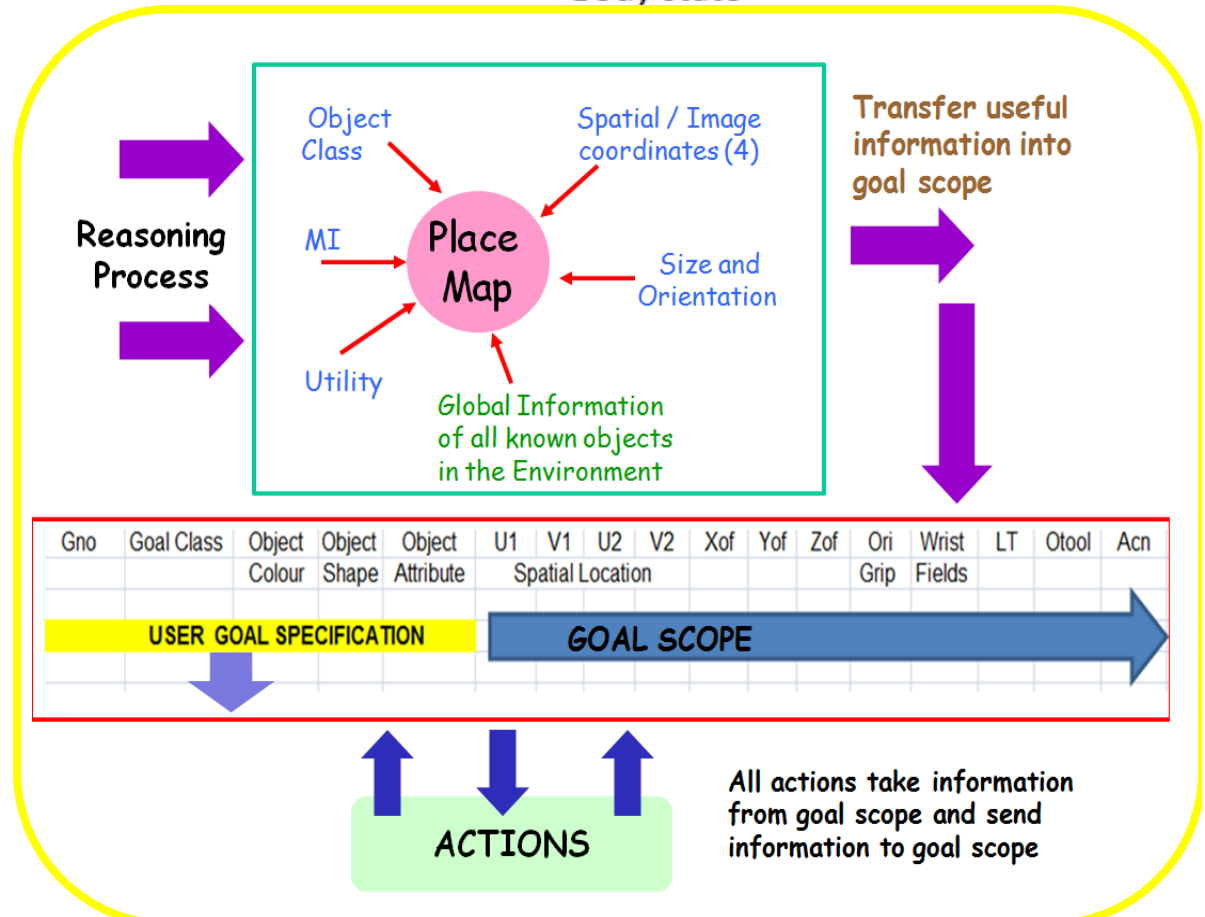 Object
Class
Spatial / Image
coordinates (4)
Transfer useful
information into
goal scope
Reasoning
Process
MI
Place
Map
Size and
Orientation
Utility
Global Information
of all known objects
in the Environment
Gno Goal Class Object Object Object U1 V1 U2 V2 Xof Yof Zof Ori Wrist LT Otool Acn
Colour Shape Attribute Spatial Location Grip Fields
USER GOAL SPECIFICATION GOAL SCOPE
All actions take information
from goal scope and send
information to goal scope
ACTIONS